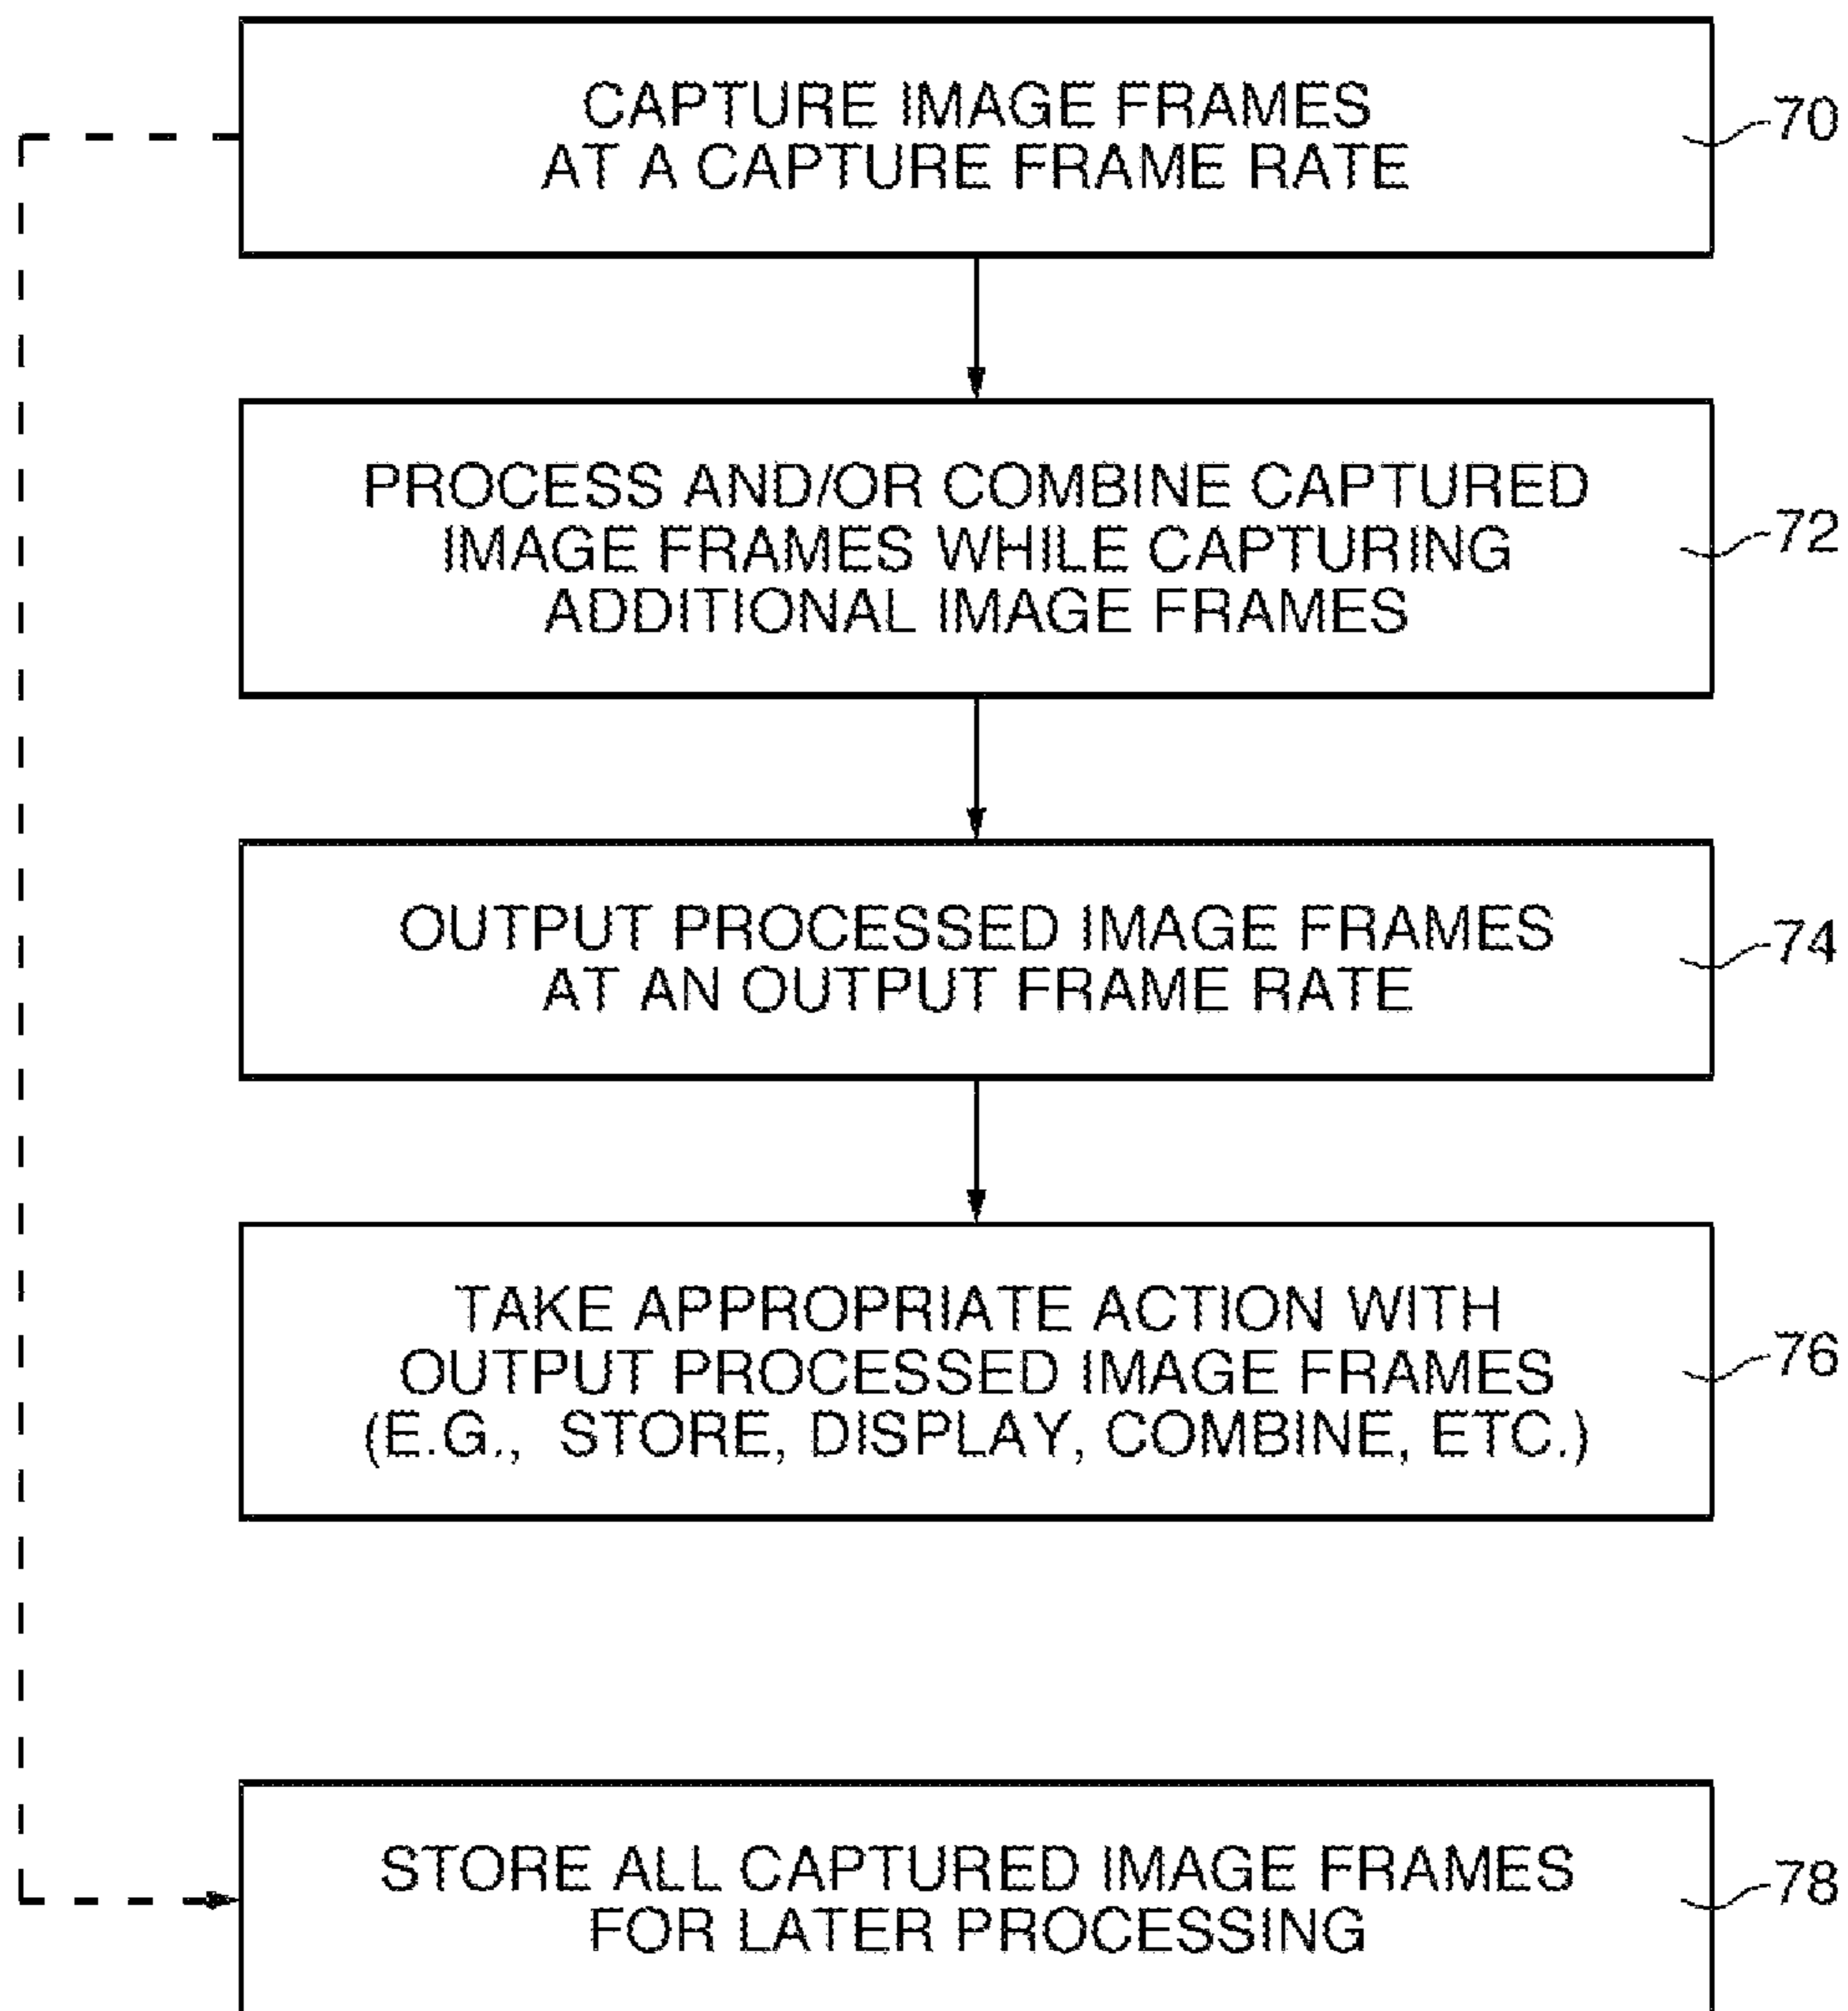 CAPTURE IMAGE FRAMES
AT A CAPTURE FRAME RATE
70
PROCESS AND/OR COMBINE CAPTURED
IMAGE FRAMES WHILE CAPTURING
ADDITIONAL IMAGE FRAMES
72
OUTPUT PROCESSED IMAGE FRAMES
AT AN OUTPUT FRAME RATE
74
TAKE APPROPRIATE ACTION WITH
OUTPUT PROCESSED IMAGE FRAMES
(E.G., STORE, DISPLAY, COMBINE, ETC.)
76
STORE ALL CAPTURED IMAGE FRAMES
FOR LATER PROCESSING
78